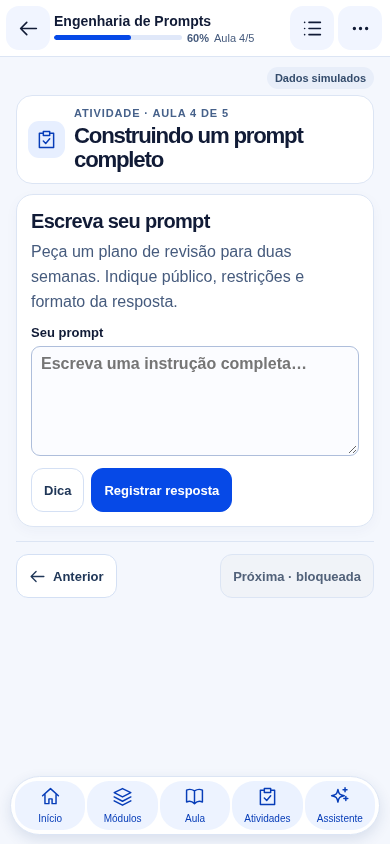 Engenharia de Prompts
60% Aula 4/5
Dados simulados
ATIVIDADE · AULA 4 DE 5
Construindo um prompt
completo
Escreva seu prompt
Peça um plano de revisão para duas
semanas. Indique público, restrições e
formato da resposta.
Seu prompt
Escreva uma instrução completa…
Dica
Registrar resposta
Anterior
Próxima · bloqueada
Início
Módulos
Aula
Atividades
Assistente